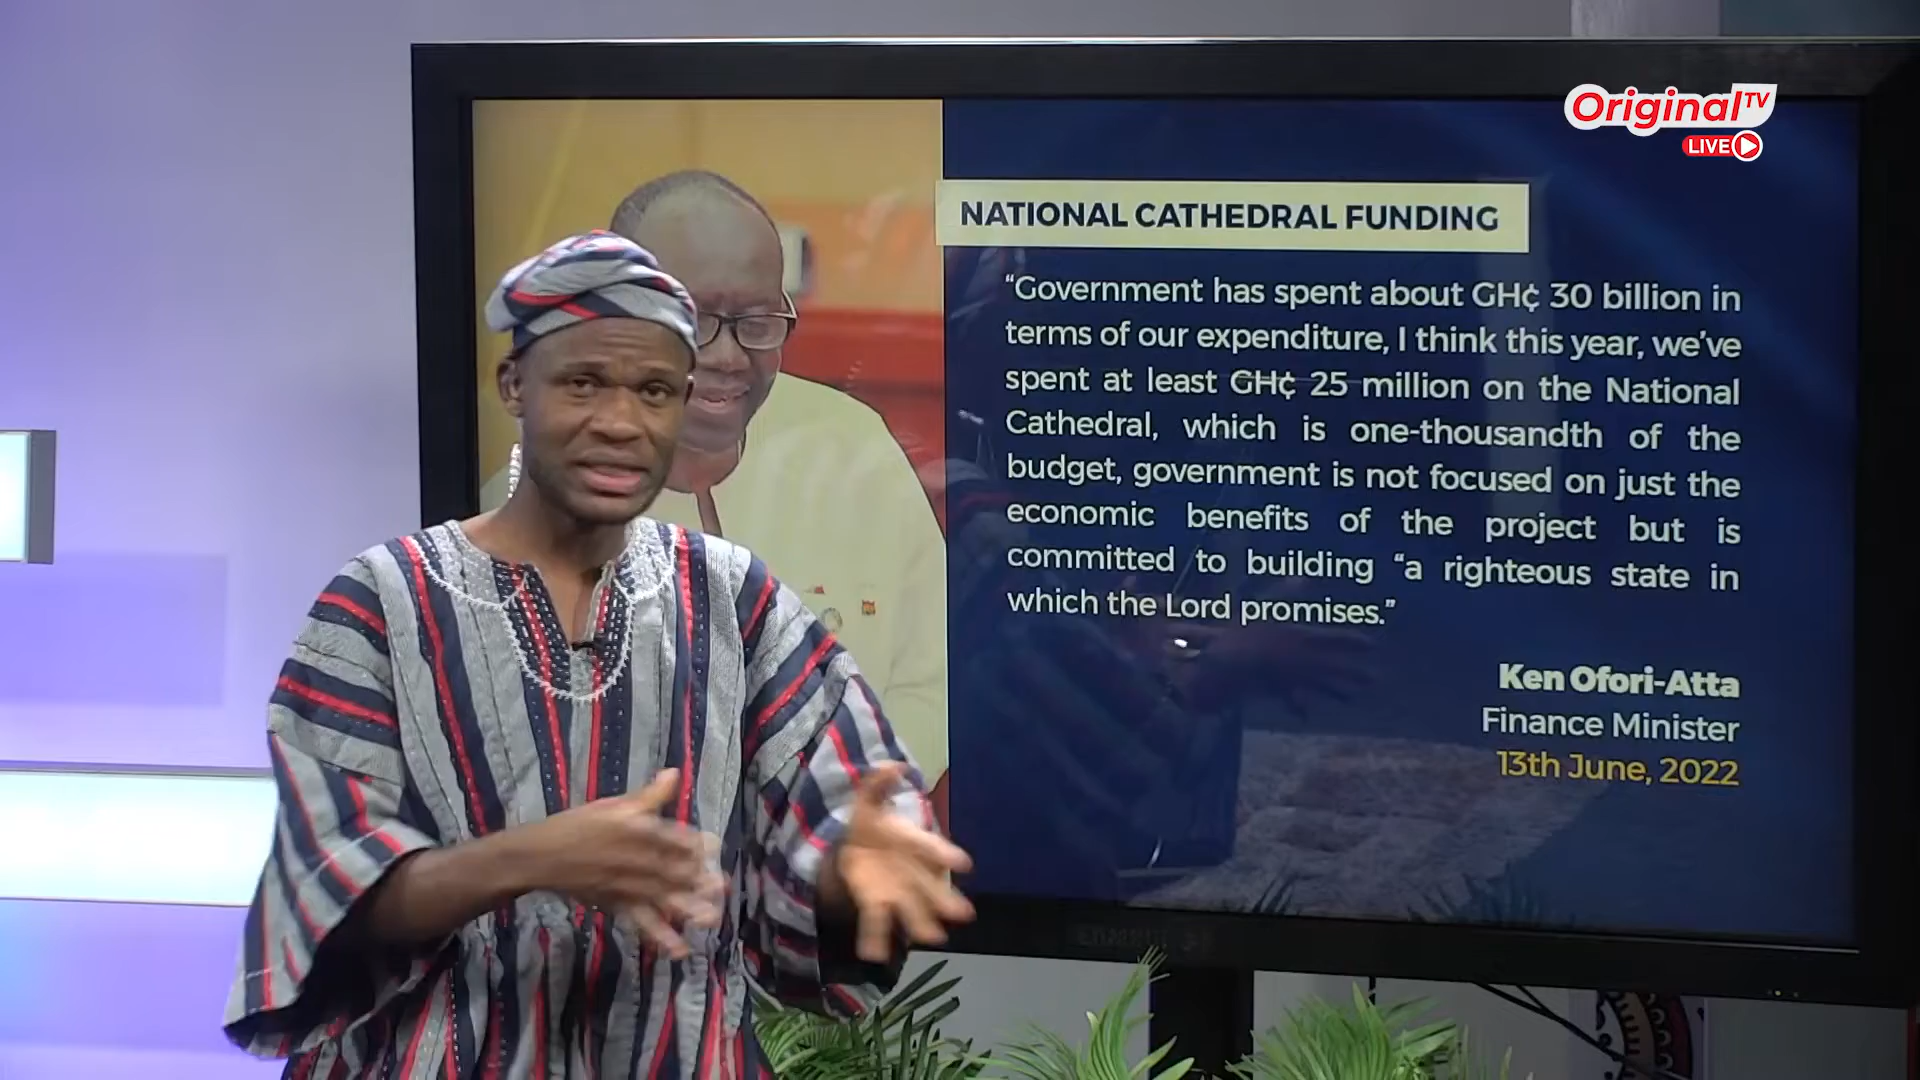 Original TV
LIVE
NATIONAL CATHEDRAL FUNDING
“Government has spent about GH₵ 30 billion in
terms of our expenditure, I think this year, we’ve
spent at least GH₵ 25 million on the National
Cathedral, which is one-thousandth of the
budget, government is not focused on just the
economic benefits of the project but is
committed to building “a righteous state in
which the Lord promises.”
Ken Ofori-Atta
Finance Minister
13th June, 2022